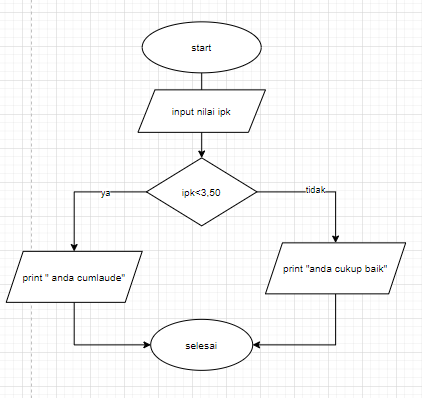 start
input nilai ipk
ipk<3,50
ya
tidak
print " anda cumlaude"
print "anda cukup baik"
selesai